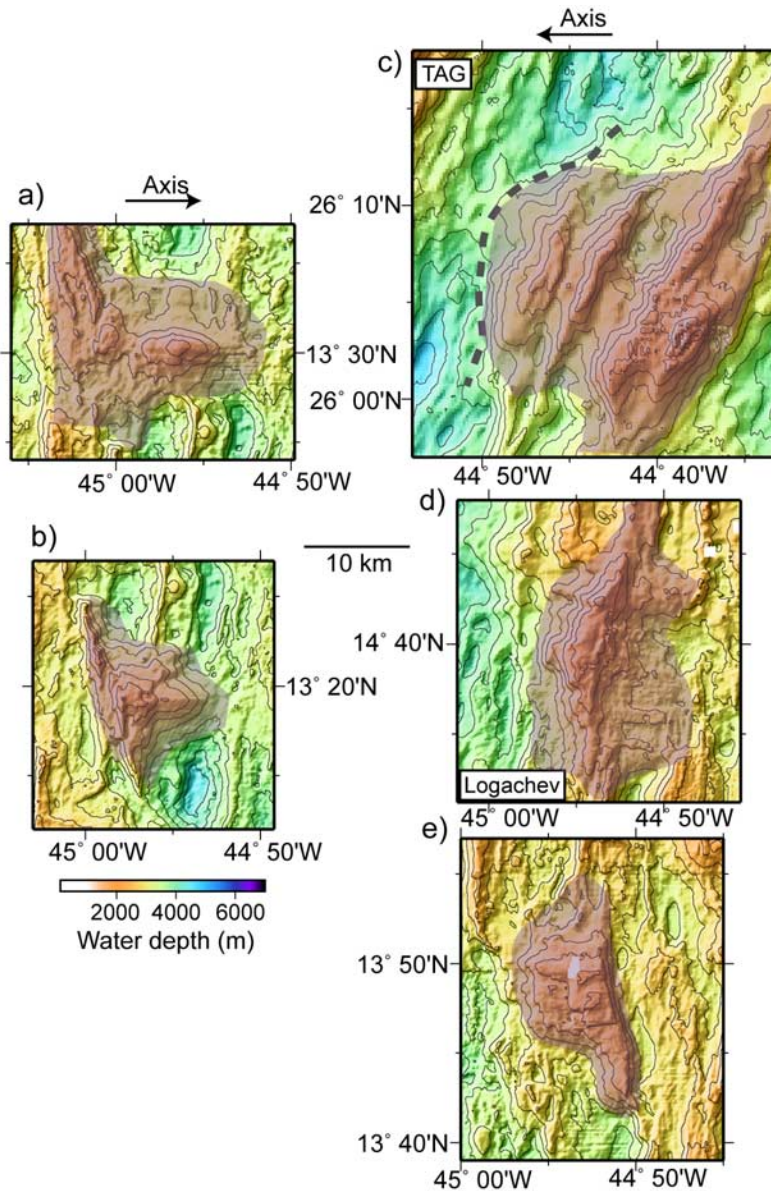 Axis
c)
TAG
a)
Axis
26° 10'N
13° 30'N
26° 00'N
45° 00'W
44° 50'W
44° 50'W
44° 40'W
b)
d)
10 km
14° 40'N
13° 20'N
Logachev
45° 00'W
44° 50'W
45° 00'W
44° 50'W
e)
2000
4000
6000
Water depth (m)
13° 50'N
13° 40'N
45° 00'W
44° 50'W